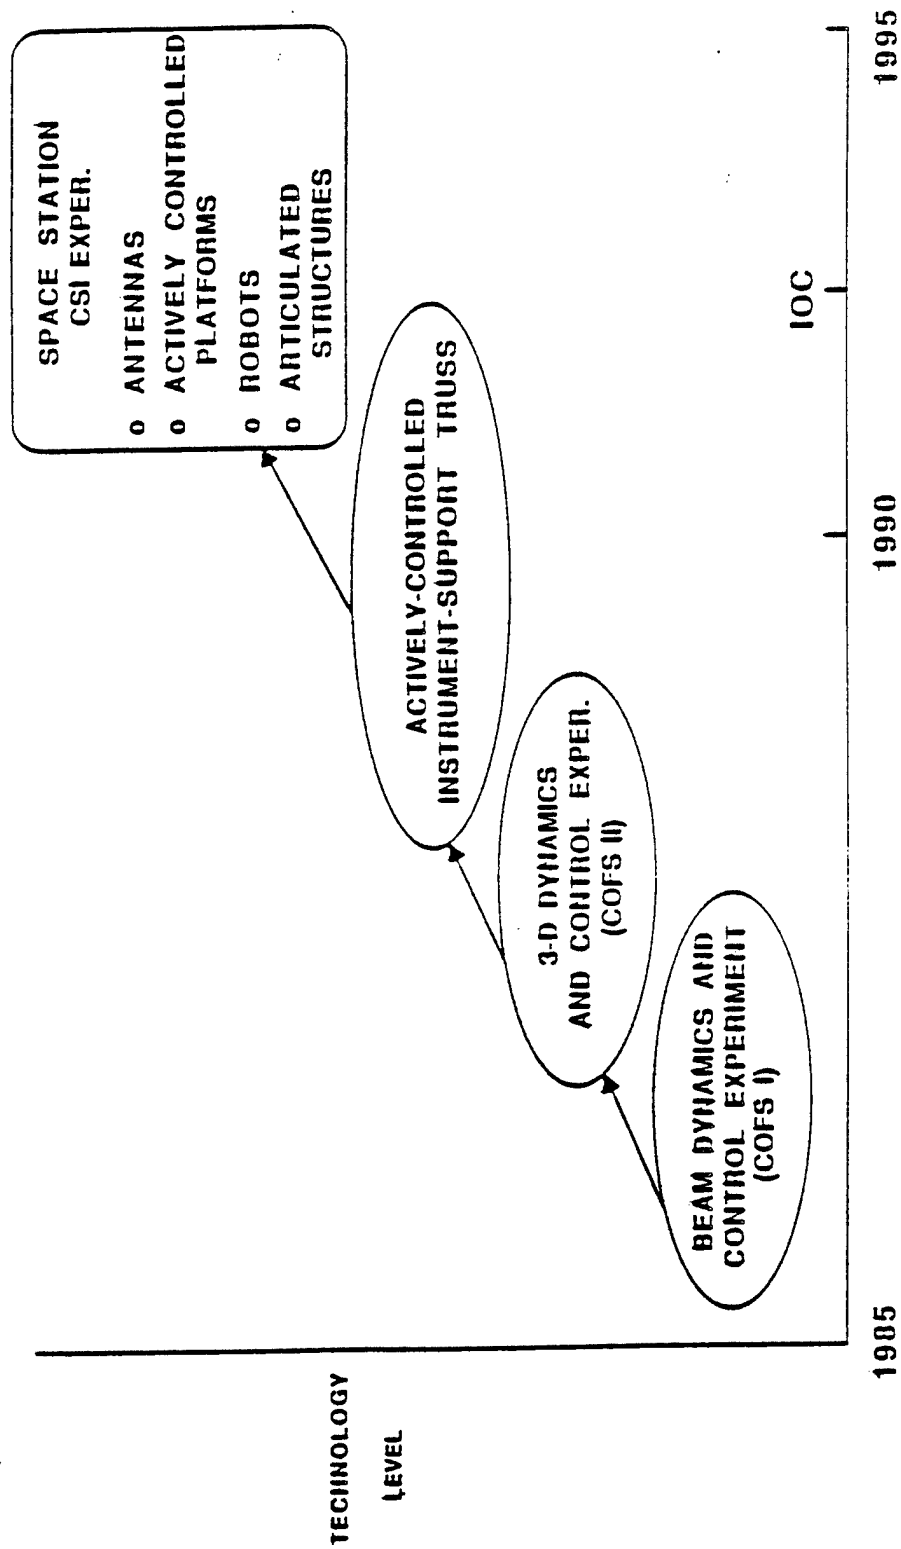 SPACE STATION
CSI EXPER.
o ANTENNAS
o ACTIVELY CONTROLLED
PLATFORMS
o ROBOTS
o ARTICULATED
STRUCTURES
ACTIVELY-CONTROLLED
INSTRUMENT-SUPPORT TRUSS
3-D DYNAMICS
AND CONTROL EXPER.
(COFS II)
BEAM DYNAMICS AND
CONTROL EXPERIMENT
(COFS I)
TECHNOLOGY
LEVEL
IOC
1985
1990
1995